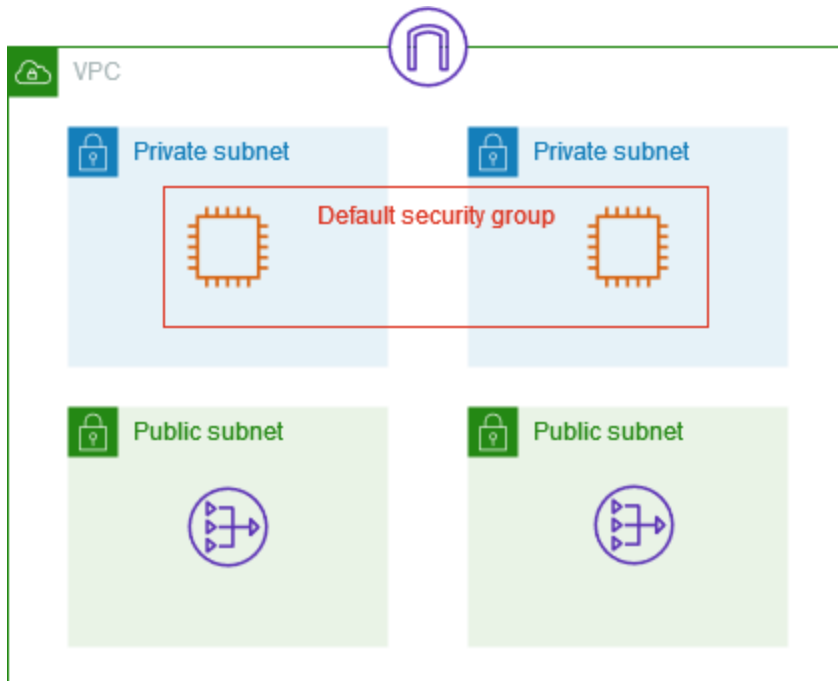 VPC
Private subnet
Private subnet
Default security group
Public subnet
Public subnet